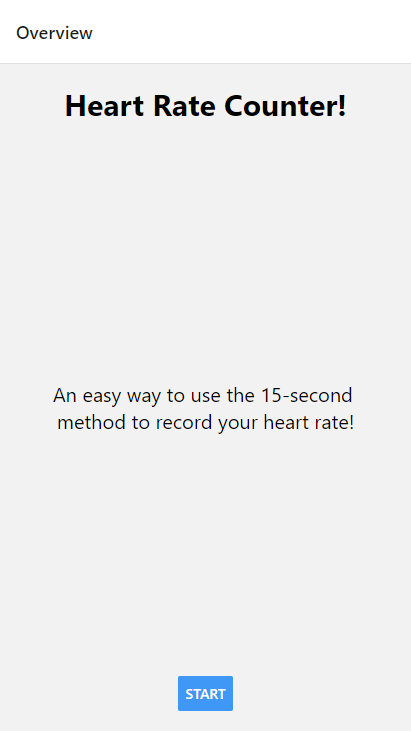 Overview
Heart Rate Counter!
An easy way to use the 15-second
method to record your heart rate!
START